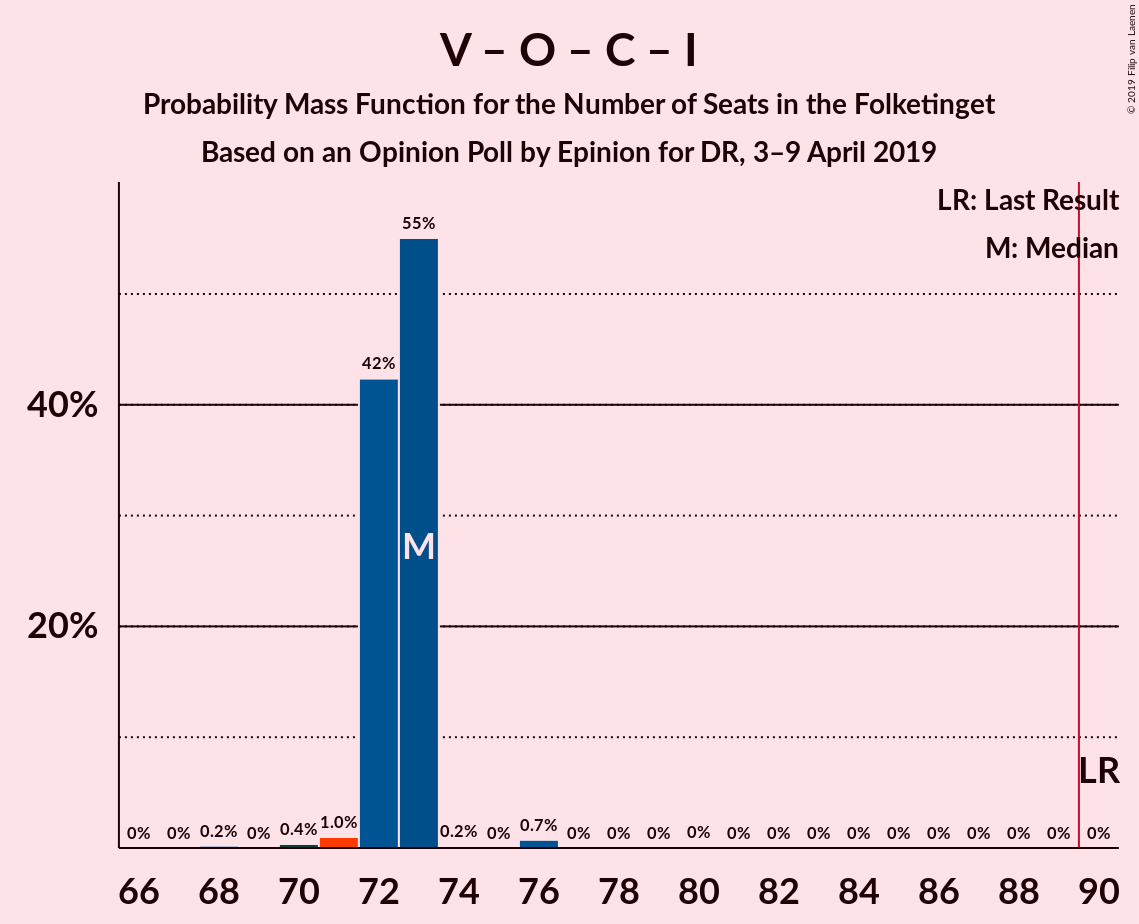 V – O – C – I
Probability Mass Function for the Number of Seats in the Folketinget
Based on an Opinion Poll by Epinion for DR, 3–9 April 2019
© 2019 Filip van Laenen
LR: Last Result
M: Median
55%
42%
40%
M
20%
LR
0% 0% 0.2% 0% 0.4% 1.0% 0.2% 0% 0.7% 0% 0% 0% 0% 0% 0% 0% 0% 0% 0% 0% 0% 0% 0%
66 68 70 72 74 76 78 80 82 84 86 88 90